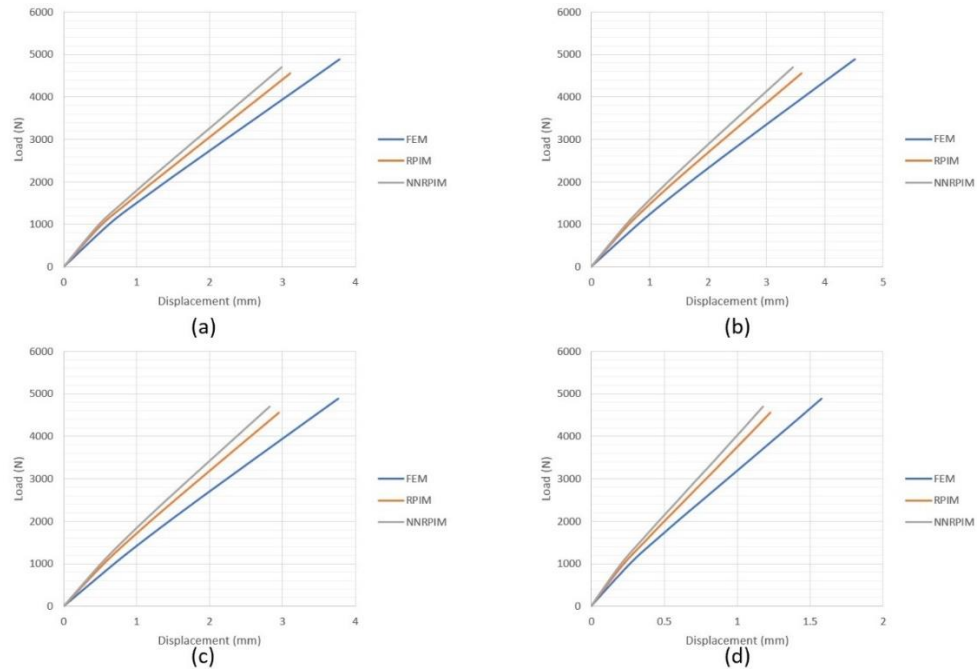 6000
5000
4000
3000
2000
1000
0
Load (N)
0 1 2 3 4
Displacement (mm)
FEM
RPIM
NNRPIM
(a)
6000
5000
4000
3000
2000
1000
0
Load (N)
0 1 2 3 4 5
Displacement (mm)
FEM
RPIM
NNRPIM
(b)
6000
5000
4000
3000
2000
1000
0
Load (N)
0 1 2 3 4
Displacement (mm)
FEM
RPIM
NNRPIM
(c)
6000
5000
4000
3000
2000
1000
0
Load (N)
0 0.5 1 1.5 2
Displacement (mm)
FEM
RPIM
NNRPIM
(d)